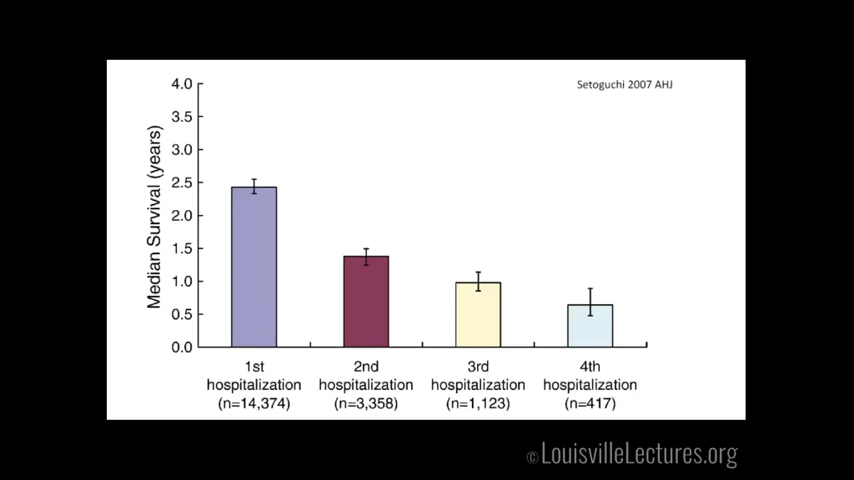 Setoguchi 2007 AHJ
Median Survival (years)
4.0
3.5
3.0
2.5
2.0
1.5
1.0
0.5
0.0
1st hospitalization (n=14,374)
2nd hospitalization (n=3,358)
3rd hospitalization (n=1,123)
4th hospitalization (n=417)
© LouisvilleLectures.org